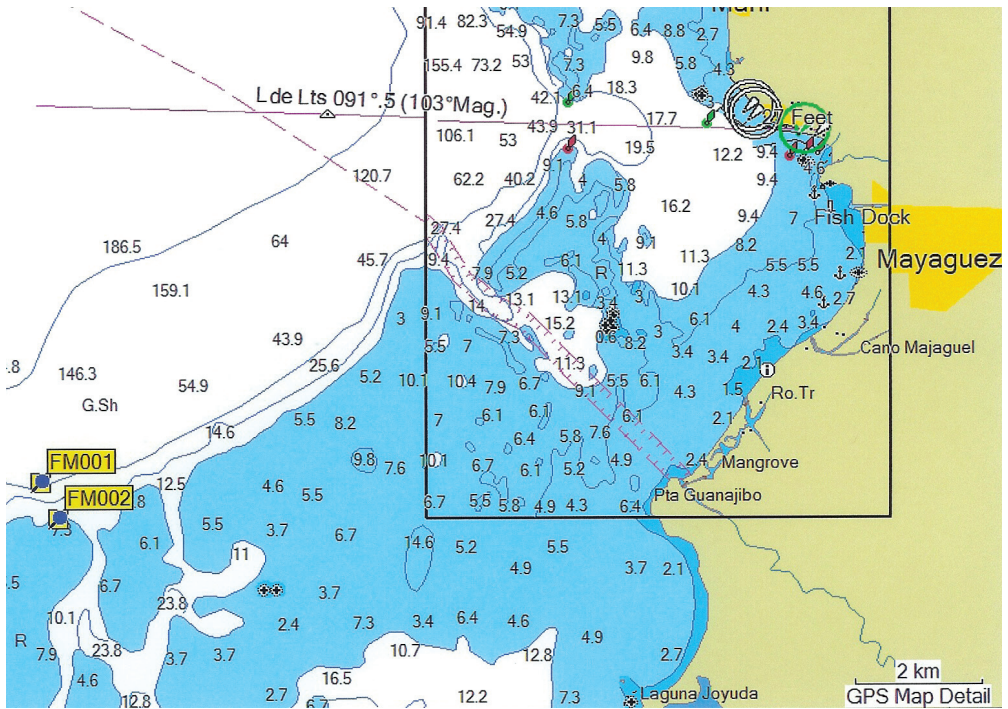 91.4 82.3 7.3 5.5 6.4 8.8 2.7
54.9
155.4 73.2 53 7.3 9.8 5.8 4.3
Lde Lts 091°.5 (103°Mag.)
42.1 6.4 18.3 3
27 Feet
106.1 53 43.9 31.1 17.7
19.5 12.2 9.4
120.7 62.2 40.2 9.1 4 5.8 9.4 4.6
16.2
27.4 27.4 4.6 5.8 9.4 7 Fish Dock
186.5 64 4 9.1 8.2 2.1
45.7 9.4 7.9 5.2 6.1 R 11.3 11.3 5.5 5.5 Mayaguez
159.1 14 13.1 13.1 3.4 3 10.1 4.3 4.6 2.7
3 9.1 15.2 0.6 3 6.1 4 2.4 3.4
43.9 5.5 7 7.3 8.2 3.4 3.4 Cano Majaguel
.8 146.3 25.6 11.3 2.1
54.9 5.2 10.1 10.4 7.9 6.7 9.1 5.5 6.1 4.3 1.5 Ro.Tr
G.Sh 5.5 8.2 7 6.1 6.1 6.1 2.1
14.6 6.4 5.8 7.6
FM001 9.8 7.6 10.1 6.7 6.1 5.2 4.9 2.4 Mangrove
12.5 4.6 5.5
FM002 .8 6.7 5.5 5.8 4.9 4.3 6.4 Pta Guanajibo
7.3 5.5 3.7 6.7
6.1 11 14.6 5.2 5.5
.5 6.7 3.7 4.9 3.7 2.1
10.1 23.8 2.4 7.3 3.4 6.4 4.6
R 4.9
7.9 23.8 3.7 3.7 10.7 12.8 2.7
4.6 16.5 2 km
12.8 2.7 6.7 12.2 7.3 Laguna Joyuda
GPS Map Detail